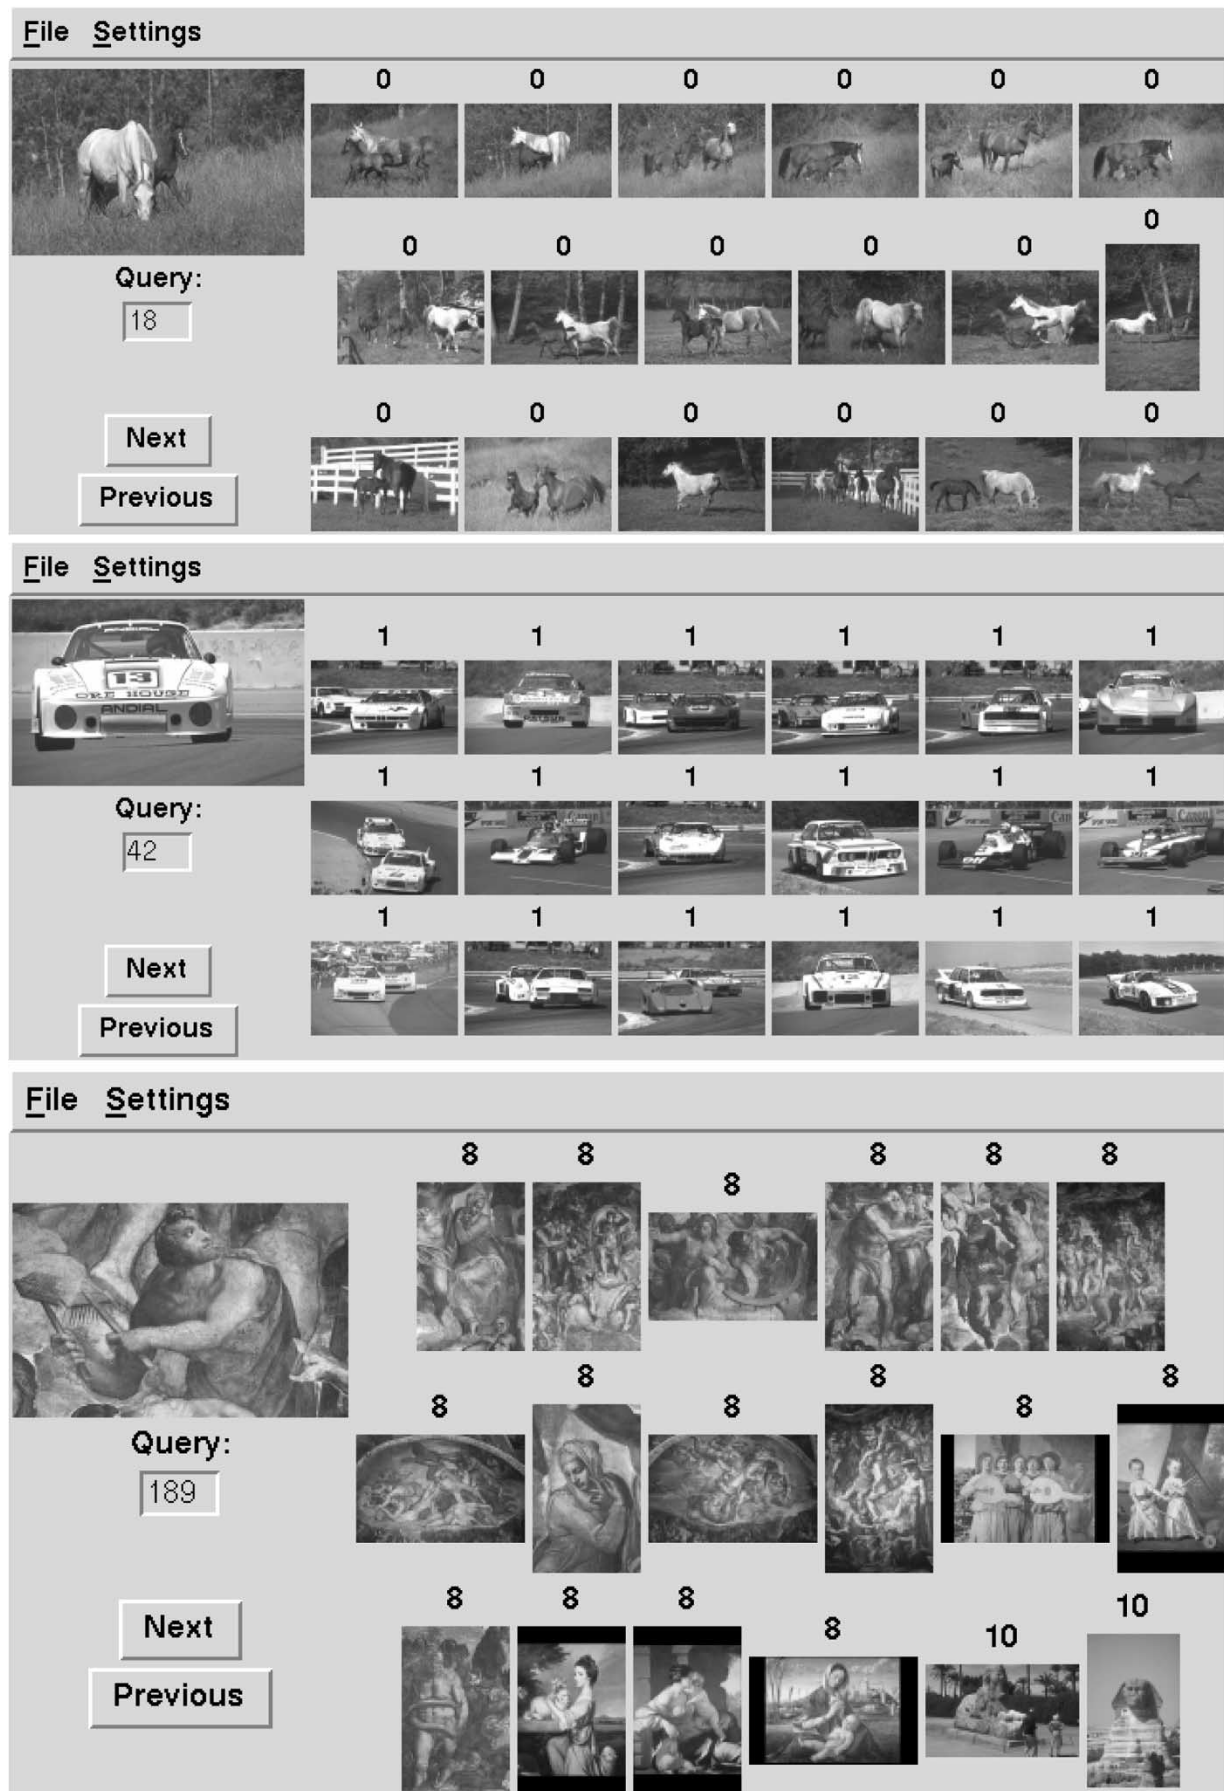 File Settings
0 0 0 0 0 0
0
0 0 0 0 0
Query:
18
0 0 0 0 0 0
Next
Previous
File Settings
13
ORE HOUSE
ANDIAL
1 1 1 1 1 1
1 1 1 1 1 1
Query:
42
1 1 1 1 1 1
Next
Previous
File Settings
8 8 8 8 8
8
8 8
8 8 8 8
Query:
189
8 8 8 10
8 10
Next
Previous